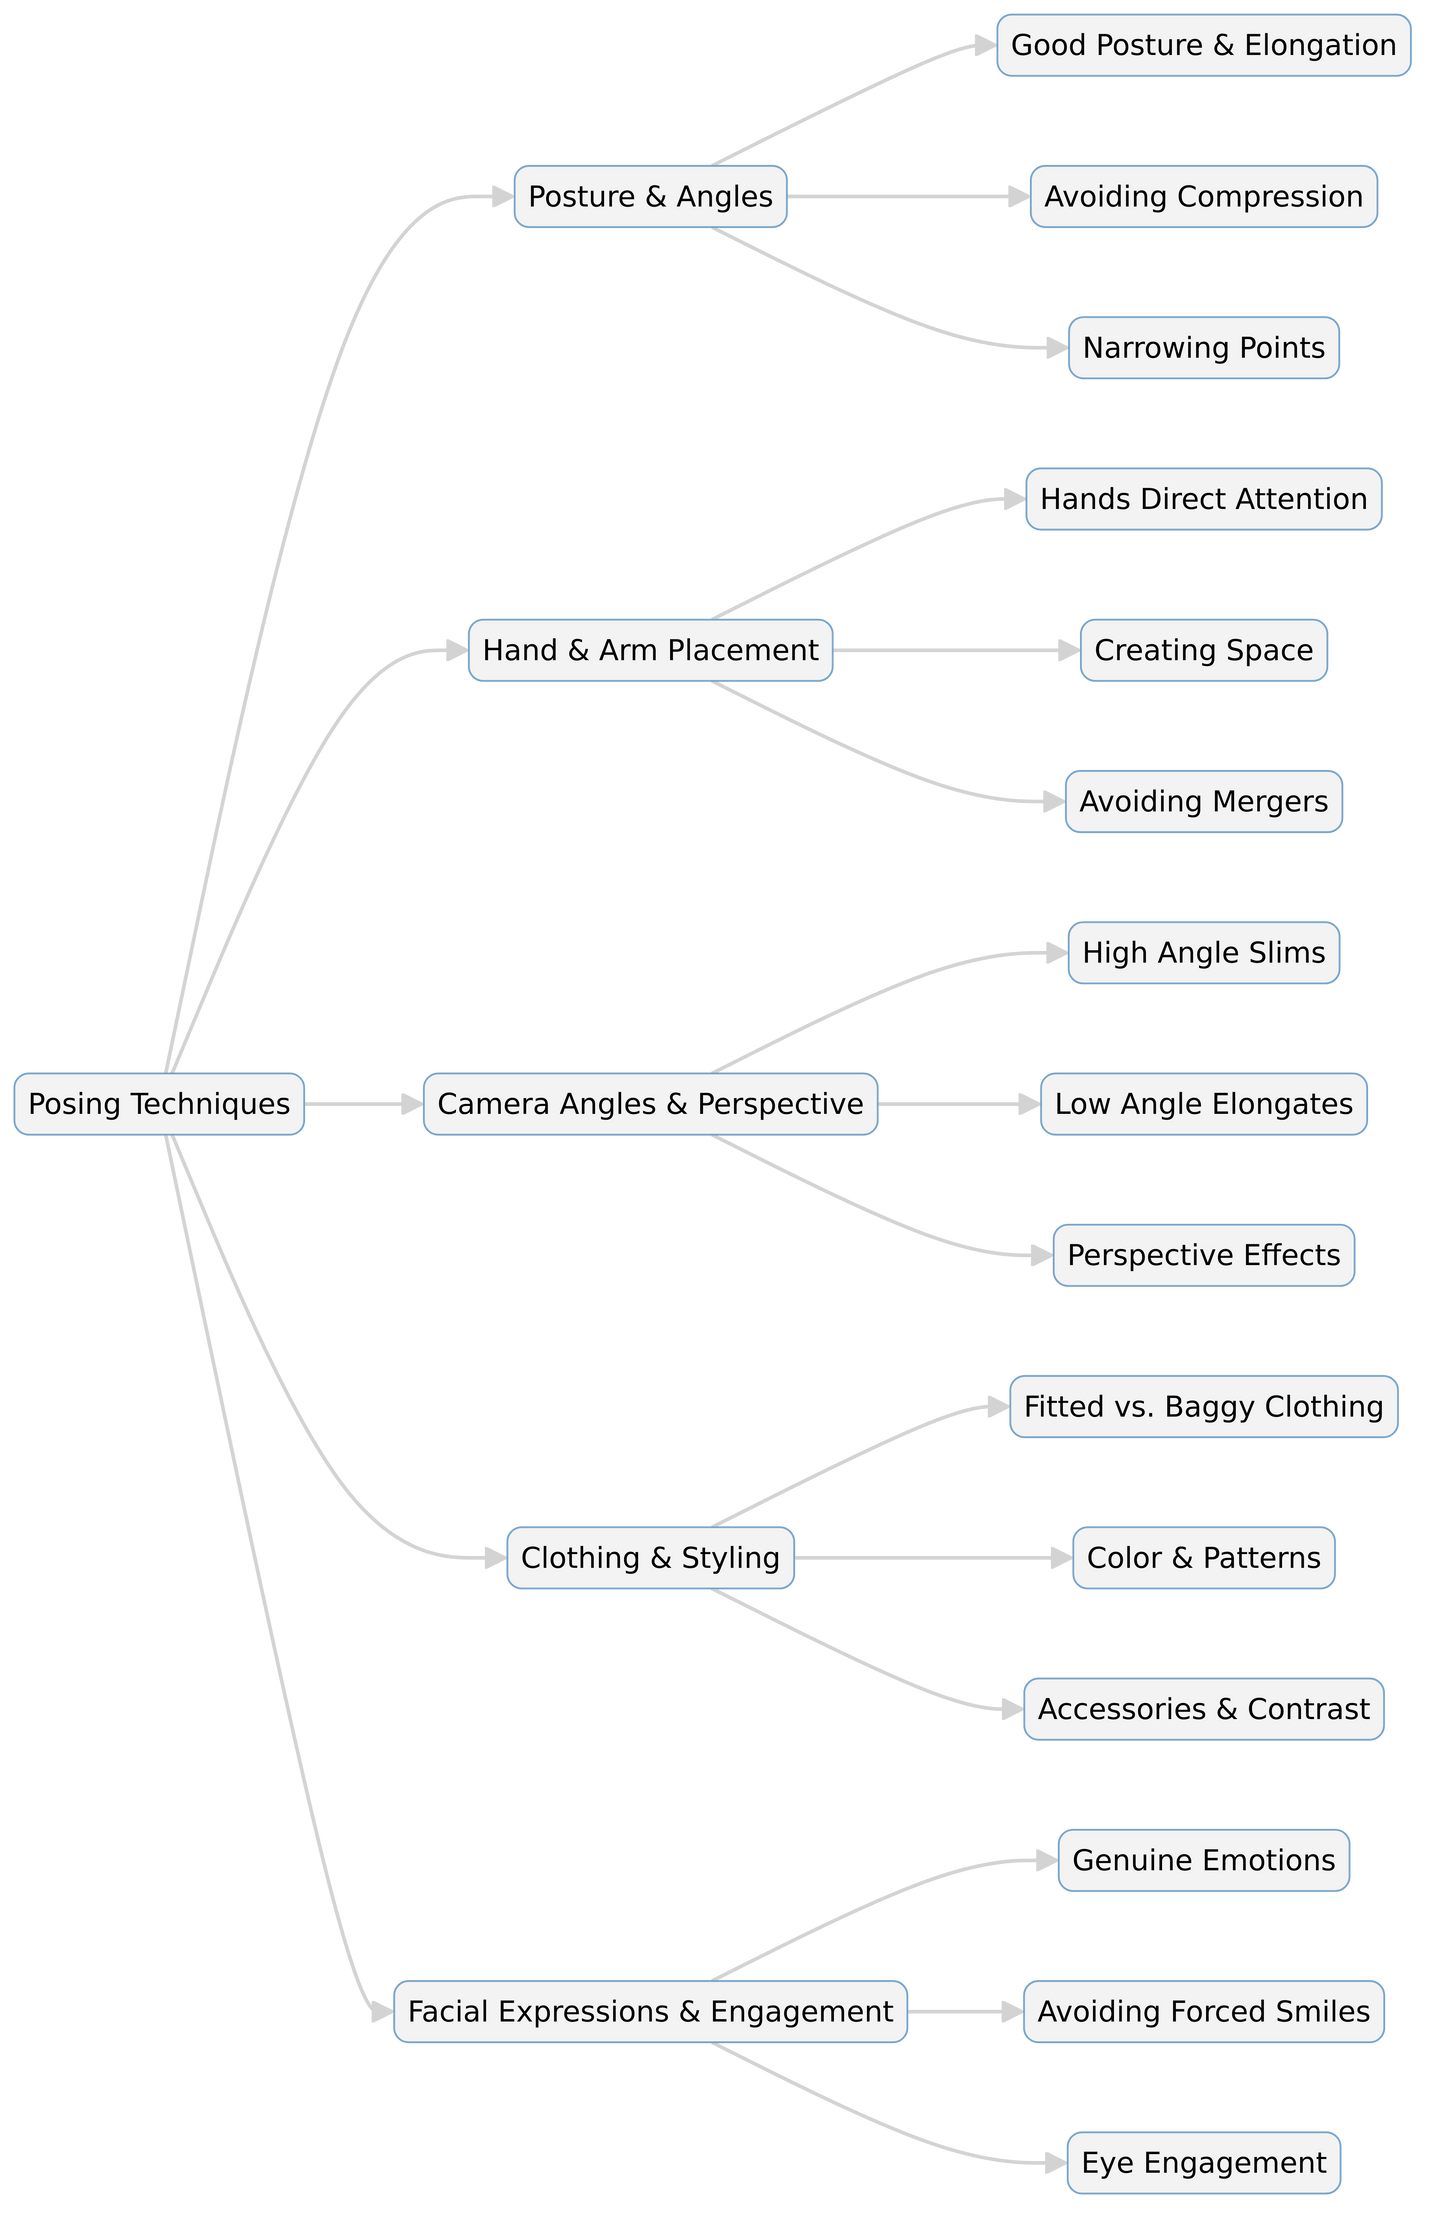 Posing Techniques
Posture & Angles
Good Posture & Elongation
Avoiding Compression
Narrowing Points
Hand & Arm Placement
Hands Direct Attention
Creating Space
Avoiding Mergers
Camera Angles & Perspective
High Angle Slims
Low Angle Elongates
Perspective Effects
Clothing & Styling
Fitted vs. Baggy Clothing
Color & Patterns
Accessories & Contrast
Facial Expressions & Engagement
Genuine Emotions
Avoiding Forced Smiles
Eye Engagement